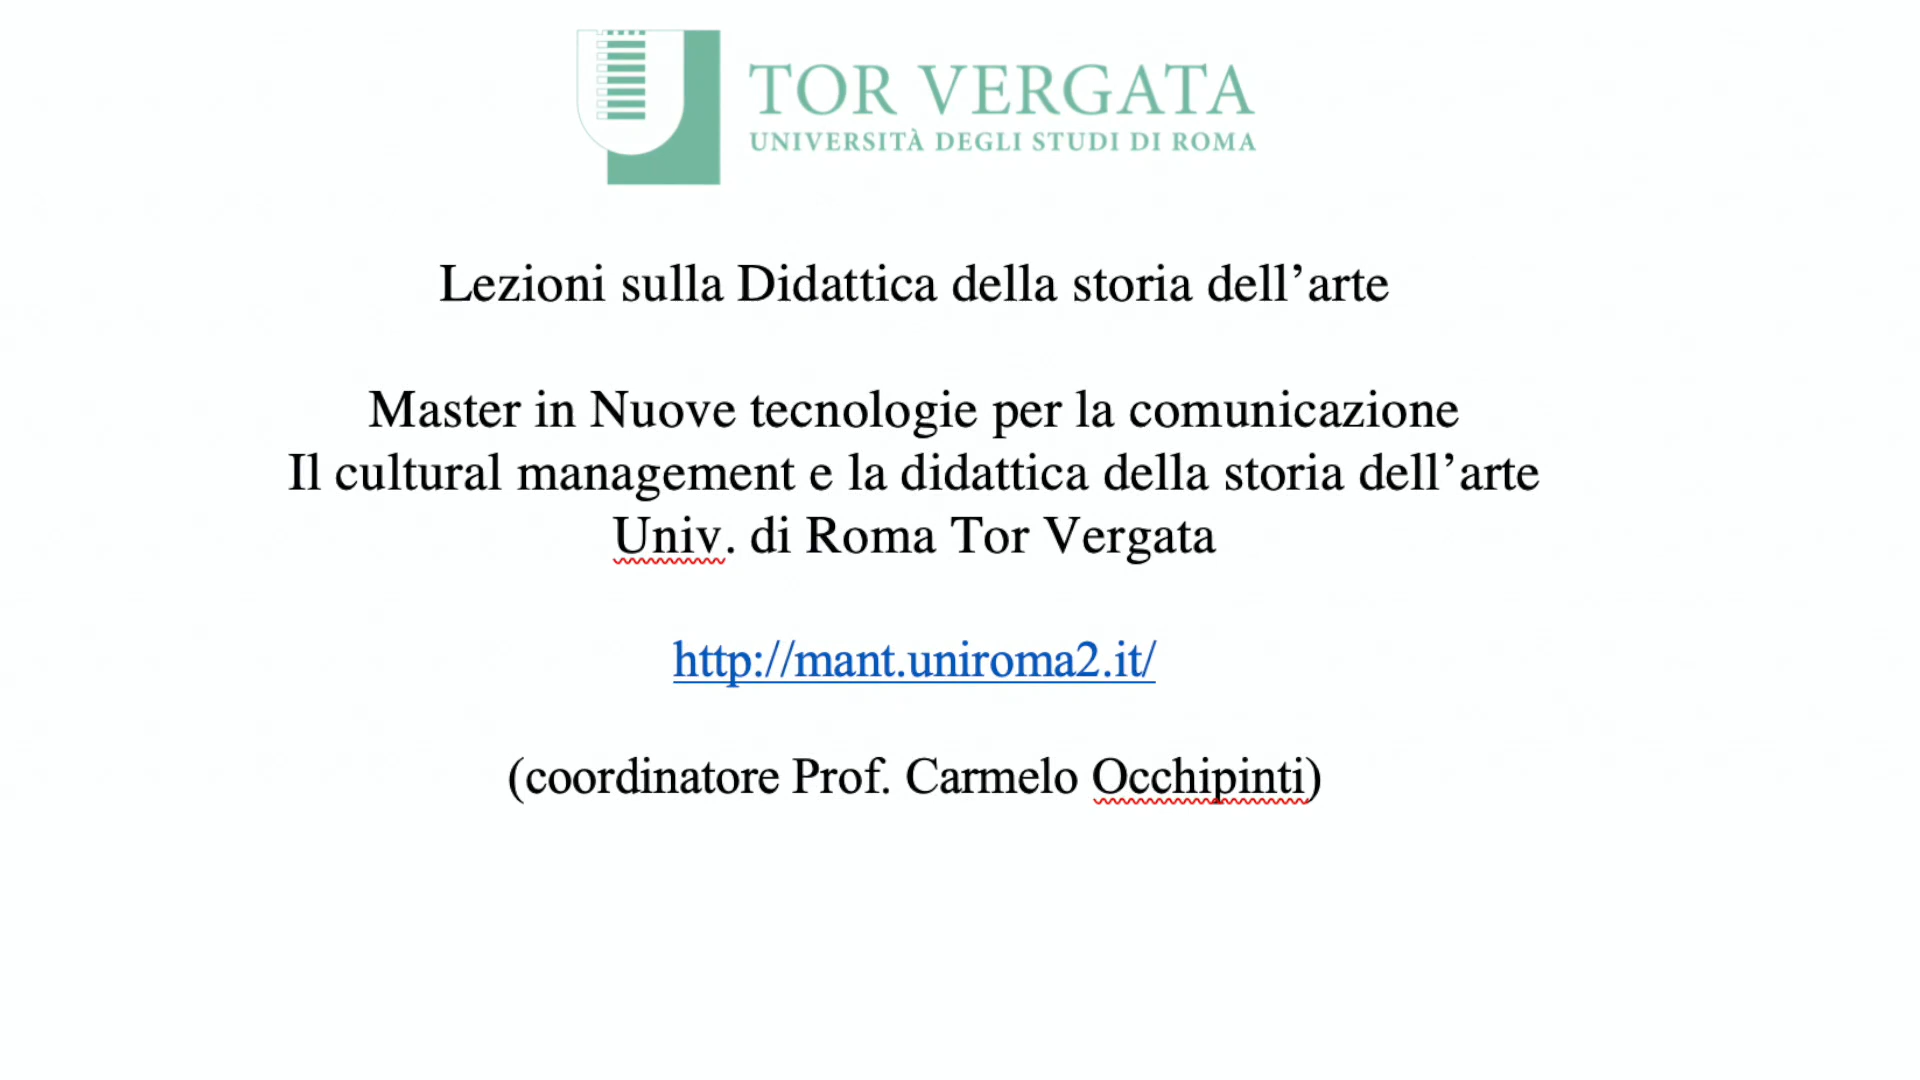 TOR VERGATA
UNIVERSITÀ DEGLI STUDI DI ROMA
Lezioni sulla Didattica della storia dell’arte
Master in Nuove tecnologie per la comunicazione
Il cultural management e la didattica della storia dell’arte
Univ. di Roma Tor Vergata
http://mant.uniroma2.it/
(coordinatore Prof. Carmelo Occhipinti)